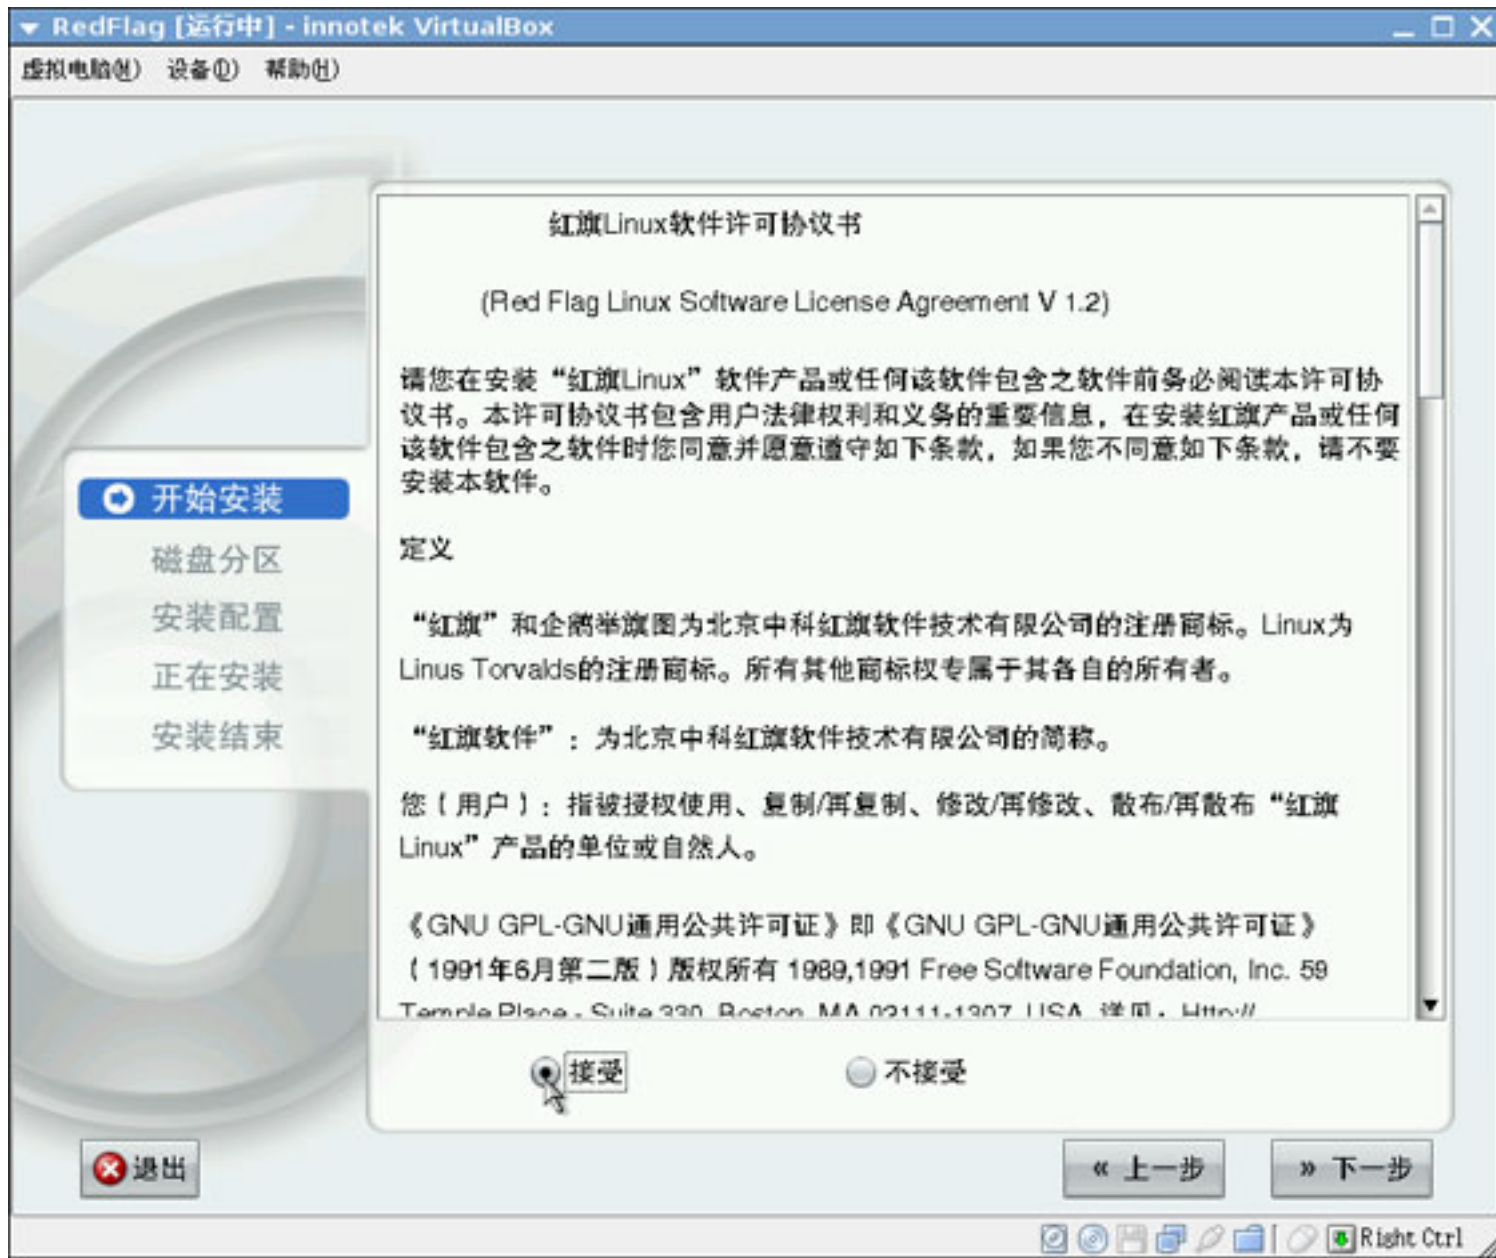 RedFlag [运行中] - innotek VirtualBox
虚拟电脑(M) 设备(D) 帮助(H)
红旗Linux软件许可协议书
(Red Flag Linux Software License Agreement V 1.2)
请您在安装“红旗Linux”软件产品或任何该软件包含之软件前务必阅读本许可协
议书。本许可协议书包含用户法律权利和义务的重要信息，在安装红旗产品或任何
该软件包含之软件时您同意并愿意遵守如下条款，如果您不同意如下条款，请不要
安装本软件。
定义
“红旗”和企鹅举旗图为北京中科红旗软件技术有限公司的注册商标。Linux为
Linus Torvalds的注册商标。所有其他商标权专属于其各自的所有者。
“红旗软件”：为北京中科红旗软件技术有限公司的简称。
您（用户）：指被授权使用、复制/再复制、修改/再修改、散布/再散布“红旗
Linux”产品的单位或自然人。
《GNU GPL-GNU通用公共许可证》即《GNU GPL-GNU通用公共许可证》
（1991年6月第二版）版权所有 1989,1991 Free Software Foundation, Inc. 59
Temple Place - Suite 330, Boston, MA 02111-1307, USA, 详见：Http://
开始安装
磁盘分区
安装配置
正在安装
安装结束
接受 不接受
退出 « 上一步 » 下一步
Right Ctrl